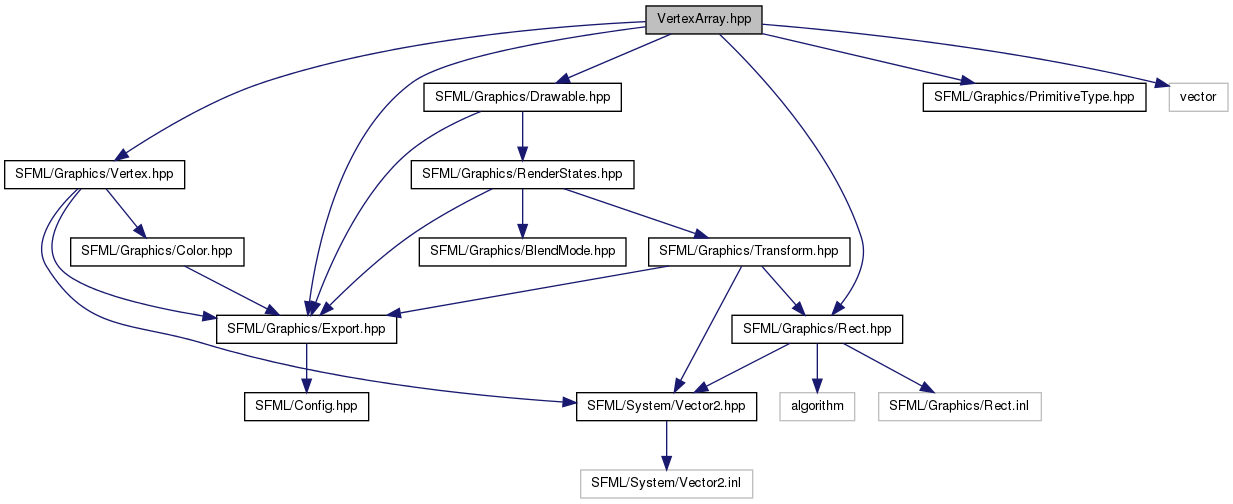 VertexArray.hpp
SFML/Graphics/Drawable.hpp
SFML/Graphics/PrimitiveType.hpp
vector
SFML/Graphics/Vertex.hpp
SFML/Graphics/RenderStates.hpp
SFML/Graphics/Color.hpp
SFML/Graphics/BlendMode.hpp
SFML/Graphics/Transform.hpp
SFML/Graphics/Export.hpp
SFML/Graphics/Rect.hpp
SFML/Config.hpp
SFML/System/Vector2.hpp
algorithm
SFML/Graphics/Rect.inl
SFML/System/Vector2.inl